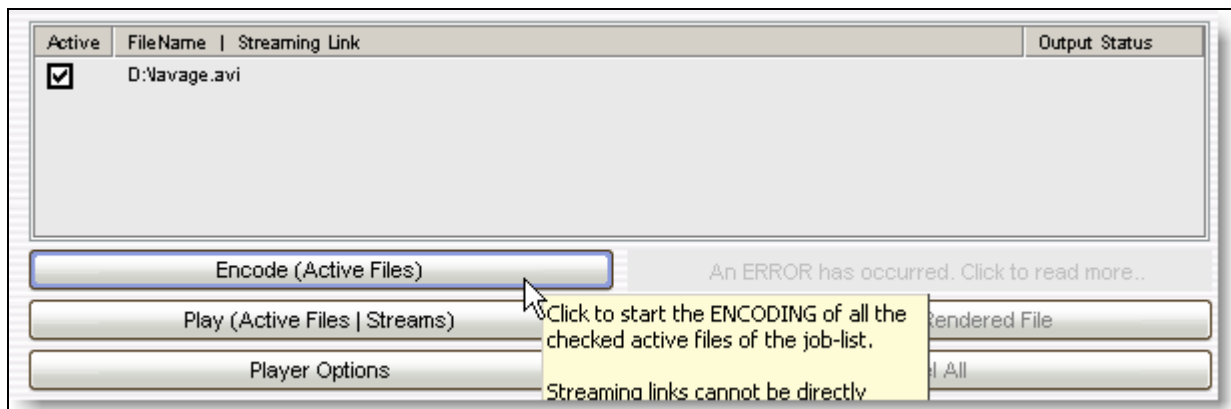 Active FileName | Streaming Link Output Status
D:\lavage.avi
Encode (Active Files) An ERROR has occurred. Click to read more..
Play (Active Files | Streams) Rendered File
Player Options All
Click to start the ENCODING of all the
checked active files of the job-list.
Streaming links cannot be directly